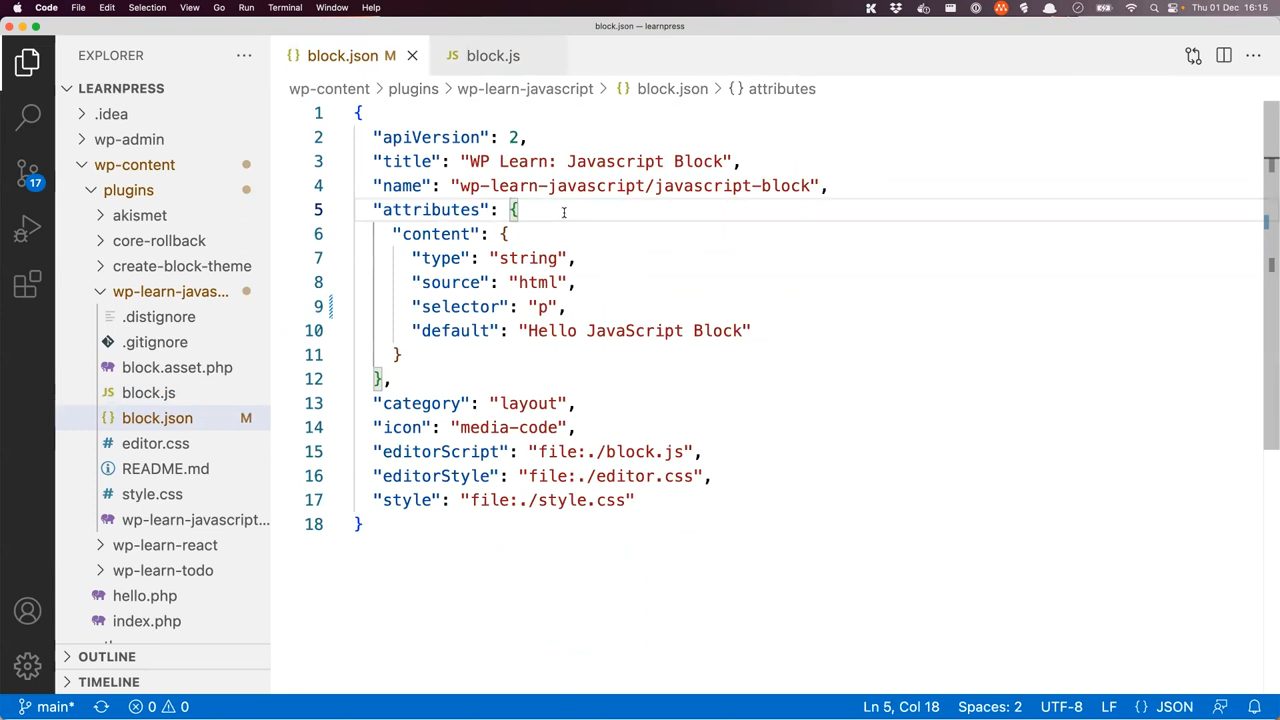 Code File Edit Selection View Go Run Terminal Window Help Thu 01 Dec 16:15
block.json — learnpress
EXPLORER
LEARNPRESS
.idea
wp-admin
wp-content
plugins
akismet
core-rollback
create-block-theme
wp-learn-javas...
.distignore
.gitignore
block.asset.php
block.js
block.json M
editor.css
README.md
style.css
wp-learn-javascript...
wp-learn-react
wp-learn-todo
hello.php
index.php
OUTLINE
TIMELINE
17
{} block.json M
JS block.js
wp-content > plugins > wp-learn-javascript > {} block.json > {} attributes
1 {
2 "apiVersion": 2,
3 "title": "WP Learn: Javascript Block",
4 "name": "wp-learn-javascript/javascript-block",
5 "attributes": {
6 "content": {
7 "type": "string",
8 "source": "html",
9 "selector": "p",
10 "default": "Hello JavaScript Block"
11 }
12 },
13 "category": "layout",
14 "icon": "media-code",
15 "editorScript": "file:./block.js",
16 "editorStyle": "file:./editor.css",
17 "style": "file:./style.css"
18 }
main* 0 0 Ln 5, Col 18 Spaces: 2 UTF-8 LF {} JSON